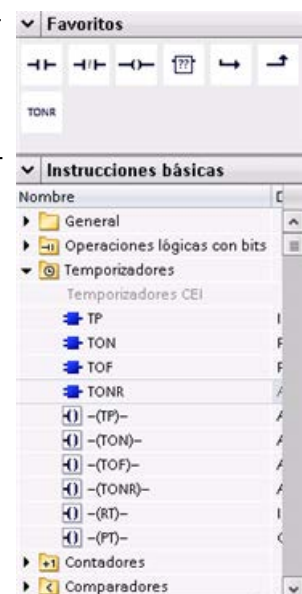 Favoritos
??
TONR
Instrucciones básicas
Nombre
General
Operaciones lógicas con bits
Temporizadores
Temporizadores CEI
TP
TON
TOF
TONR
-(TP)-
-(TON)-
-(TOF)-
-(TONR)-
-(RT)-
-(PT)-
+1 Contadores
Comparadores